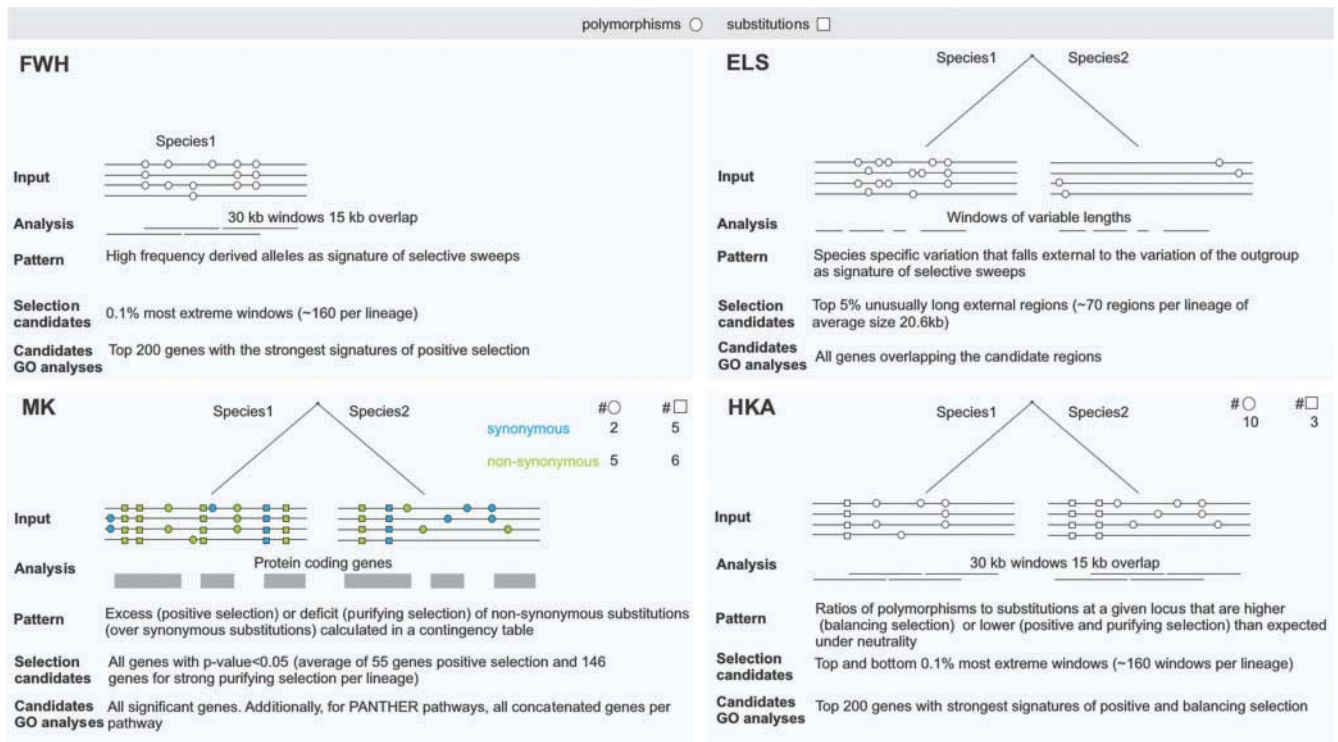 polymorphisms substitutions
FWH
Species1
Input
Analysis
30 kb windows 15 kb overlap
Pattern
High frequency derived alleles as signature of selective sweeps
Selection
candidates
0.1% most extreme windows (~160 per lineage)
Candidates
GO analyses
Top 200 genes with the strongest signatures of positive selection
ELS
Species1
Species2
Input
Analysis
Windows of variable lengths
Pattern
Species specific variation that falls external to the variation of the outgroup
as signature of selective sweeps
Selection
candidates
Top 5% unusually long external regions (~70 regions per lineage of
average size 20.6kb)
Candidates
GO analyses
All genes overlapping the candidate regions
MK
Species1
Species2
# #
synonymous 2 5
non-synonymous 5 6
Input
Analysis
Protein coding genes
Pattern
Excess (positive selection) or deficit (purifying selection) of non-synonymous substitutions
(over synonymous substitutions) calculated in a contingency table
Selection
candidates
All genes with p-value<0.05 (average of 55 genes positive selection and 146
genes for strong purifying selection per lineage)
Candidates
GO analyses
All significant genes. Additionally, for PANTHER pathways, all concatenated genes per
pathway
HKA
Species1
Species2
# #
10 3
Input
Analysis
30 kb windows 15 kb overlap
Pattern
Ratios of polymorphisms to substitutions at a given locus that are higher
(balancing selection) or lower (positive and purifying selection) than expected
under neutrality
Selection
candidates
Top and bottom 0.1% most extreme windows (~160 windows per lineage)
Candidates
GO analyses
Top 200 genes with strongest signatures of positive and balancing selection